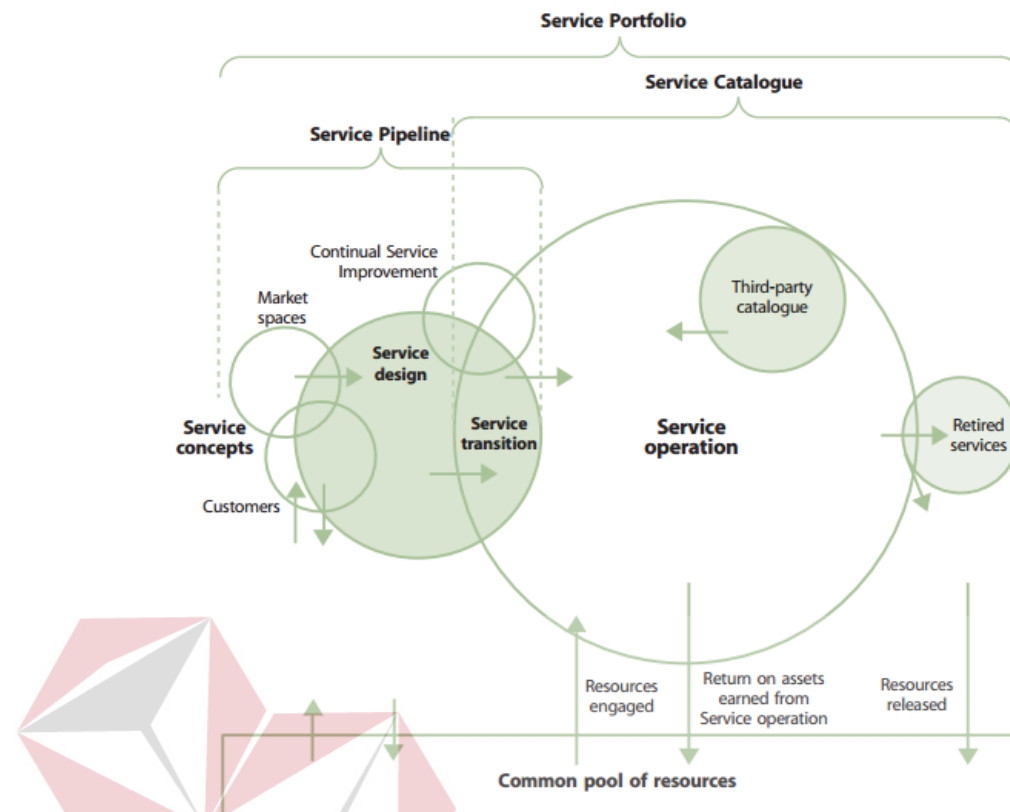 Service Portfolio
Service Catalogue
Service Pipeline
Continual Service
Improvement
Market
spaces
Third-party
catalogue
Service
design
Service
concepts
Service
transition
Service
operation
Retired
services
Customers
Resources
engaged
Return on assets
earned from
Service operation
Resources
released
Common pool of resources